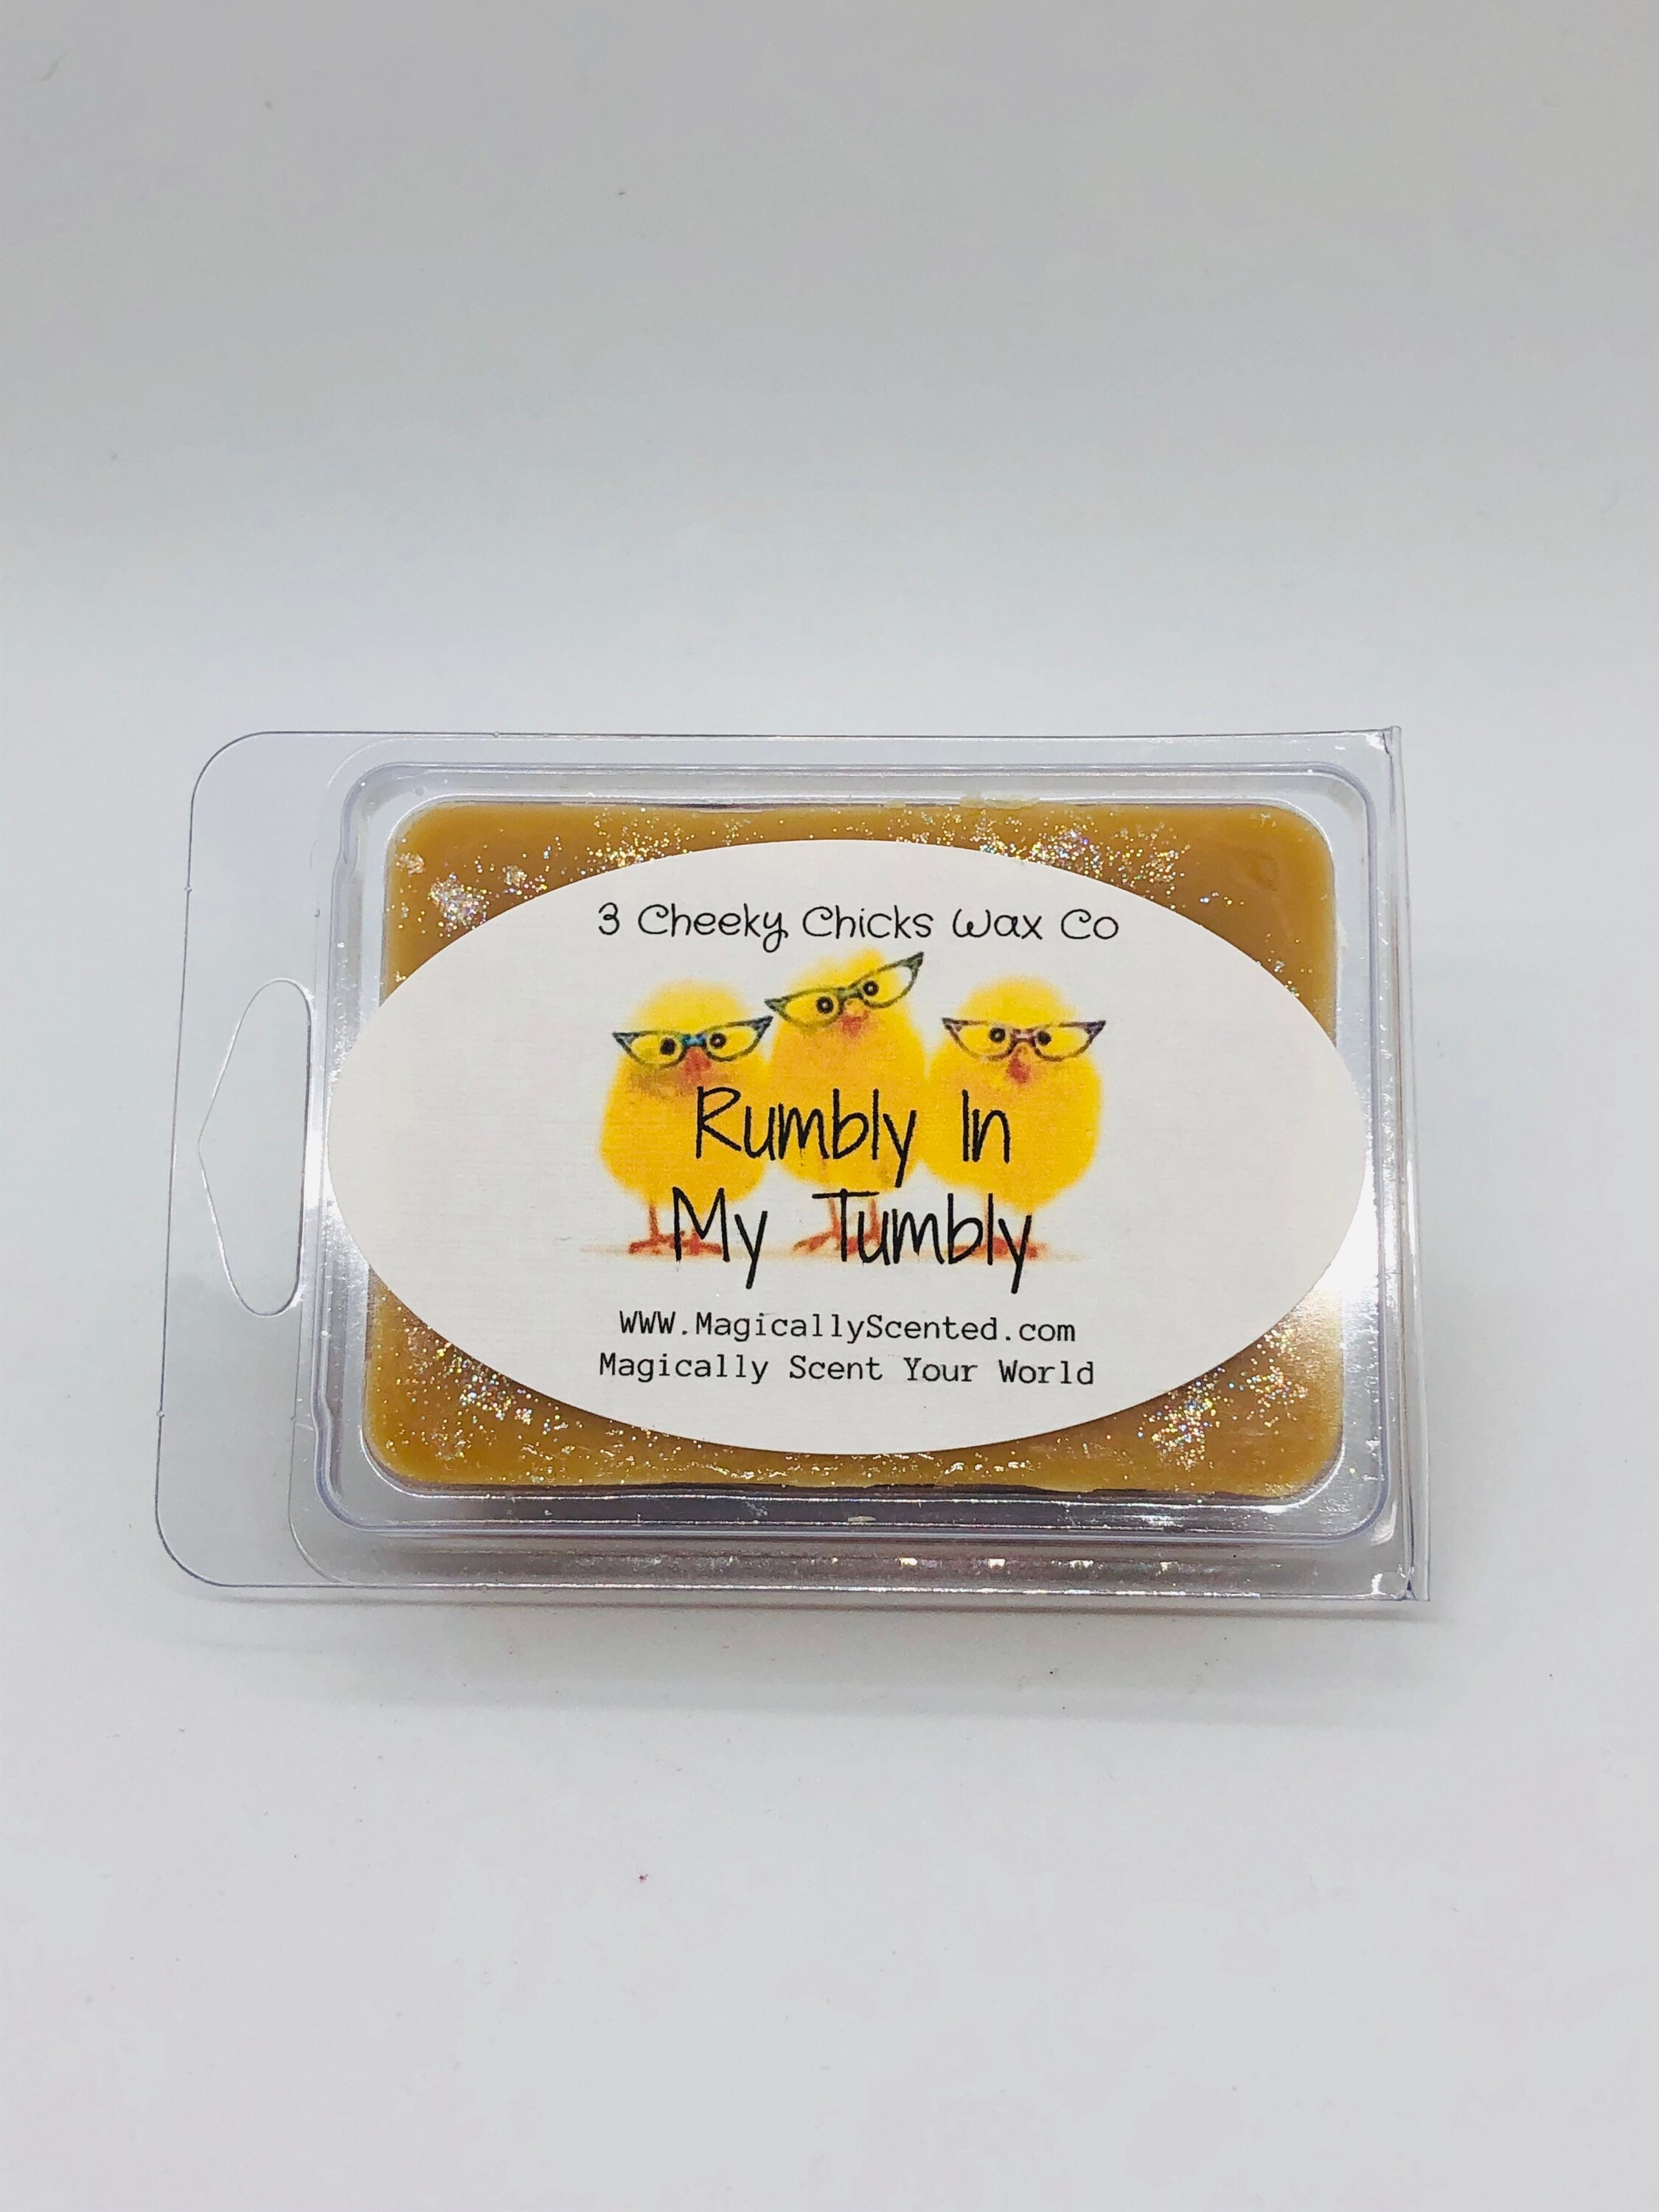 3 Cheeky Chicks Wax Co
Rumbly In
My Tumbly
WWW.MagicallyScented.com
Magically Scent Your World